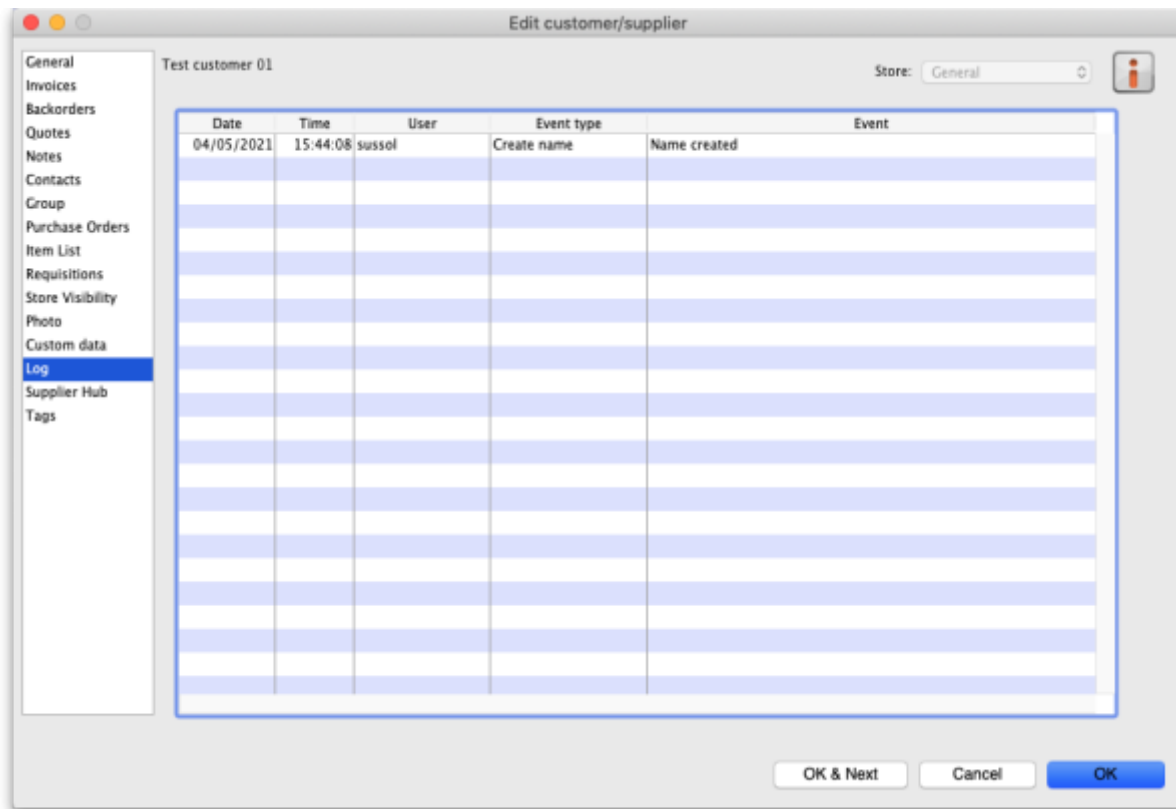 Edit customer/supplier
General
Invoices
Backorders
Quotes
Notes
Contacts
Group
Purchase Orders
Item List
Requisitions
Store Visibility
Photo
Custom data
Log
Supplier Hub
Tags
Test customer 01
Store: General
Date Time User Event type Event
04/05/2021 15:44:08 sussol Create name Name created
OK & Next Cancel OK